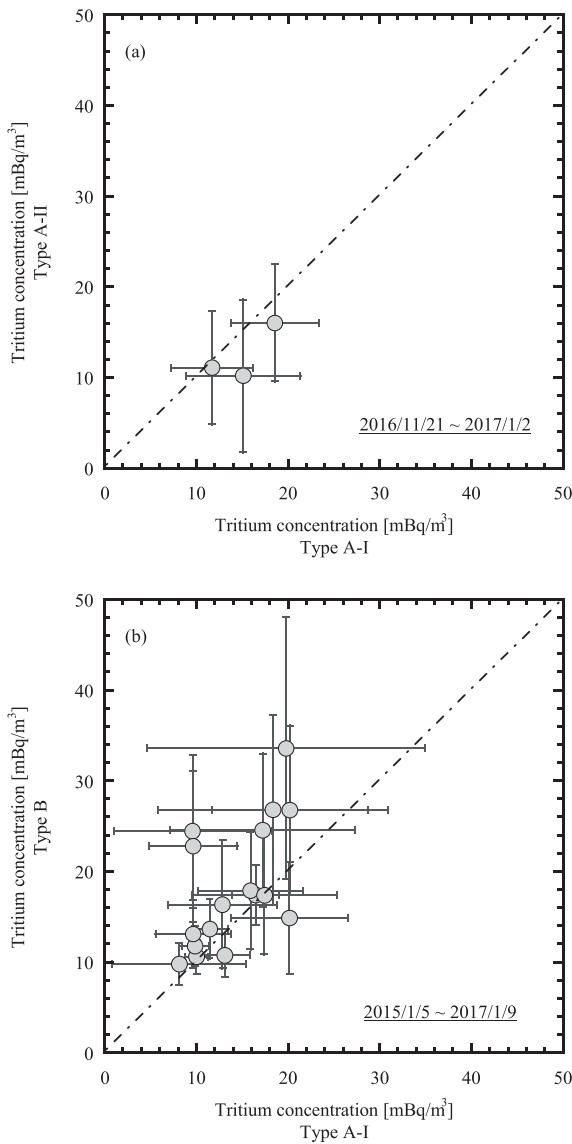 50
(a)
40
30
20
10
0
Tritium concentration [mBq/m³]
Type A-II
2016/11/21 ~ 2017/1/2
0 10 20 30 40 50
Tritium concentration [mBq/m³]
Type A-I
50
(b)
40
30
20
10
0
Tritium concentration [mBq/m³]
Type B
2015/1/5 ~ 2017/1/9
0 10 20 30 40 50
Tritium concentration [mBq/m³]
Type A-I